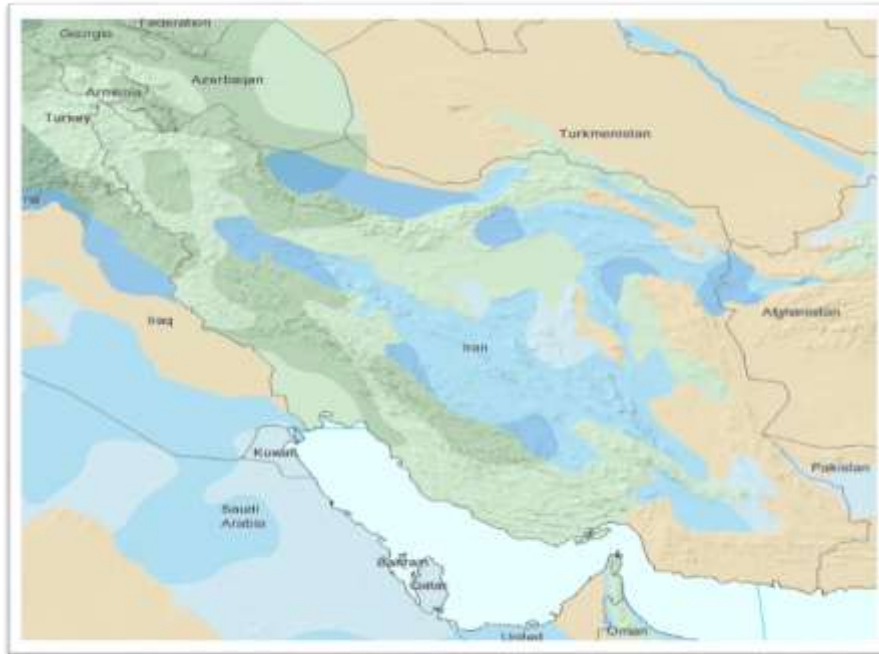 Federation
Georgia
Azerbaijan
Armenia
Turkey
Turkmenistan
Afghanistan
Iraq
Iran
Kuwait
Pakistan
Saudi
Arabia
Bahrain
Qatar
United
Oman